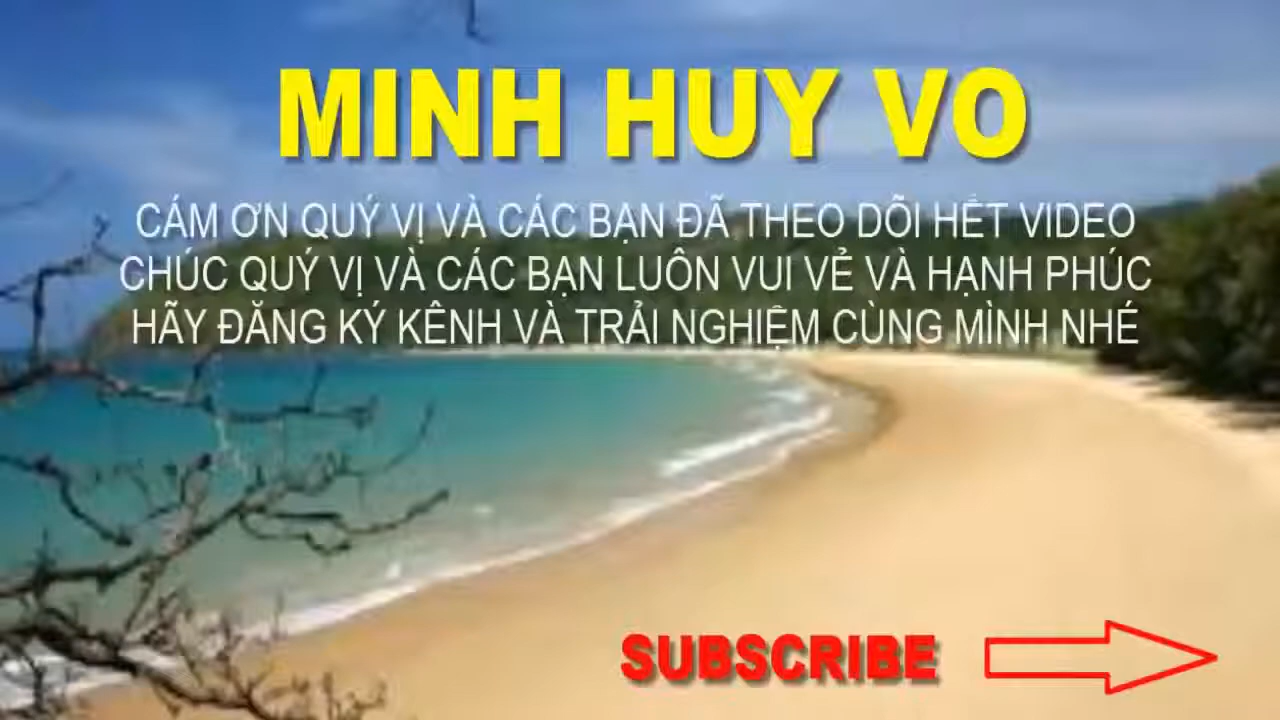 MINH HUY VO
CÁM ƠN QUÝ VỊ VÀ CÁC BẠN ĐÃ THEO DÕI HẾT VIDEO
CHÚC QUÝ VỊ VÀ CÁC BẠN LUÔN VUI VẺ VÀ HẠNH PHÚC
HÃY ĐĂNG KÝ KÊNH VÀ TRẢI NGHIỆM CÙNG MÌNH NHÉ
SUBSCRIBE